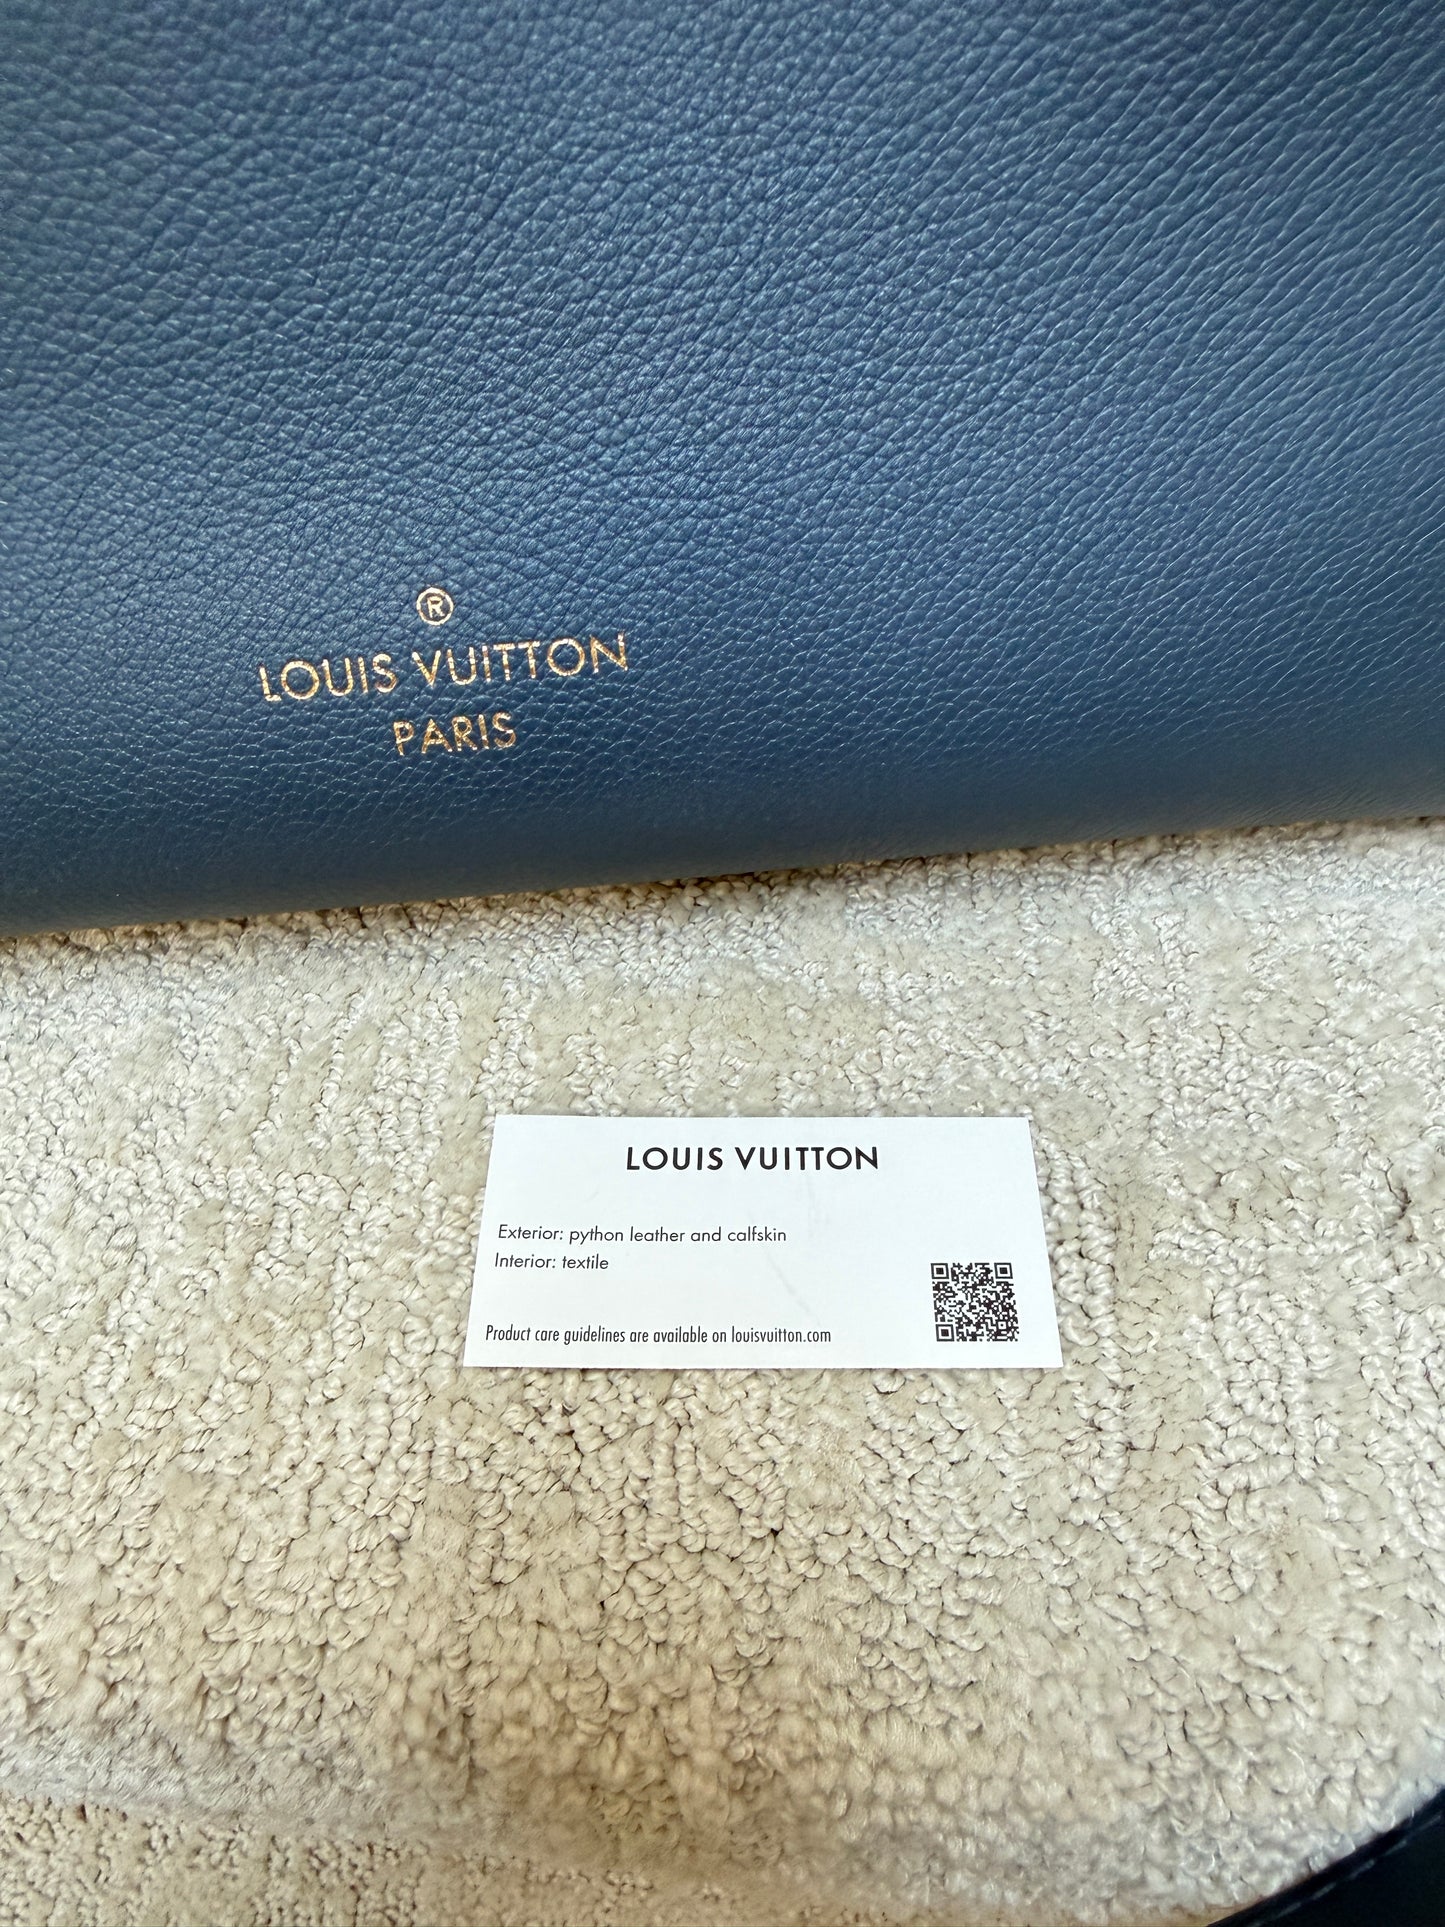 ®
LOUIS VUITTON
PARIS
LOUIS VUITTON
Exterior: python leather and calfskin
Interior: textile
Product care guidelines are available on louisvuitton.com